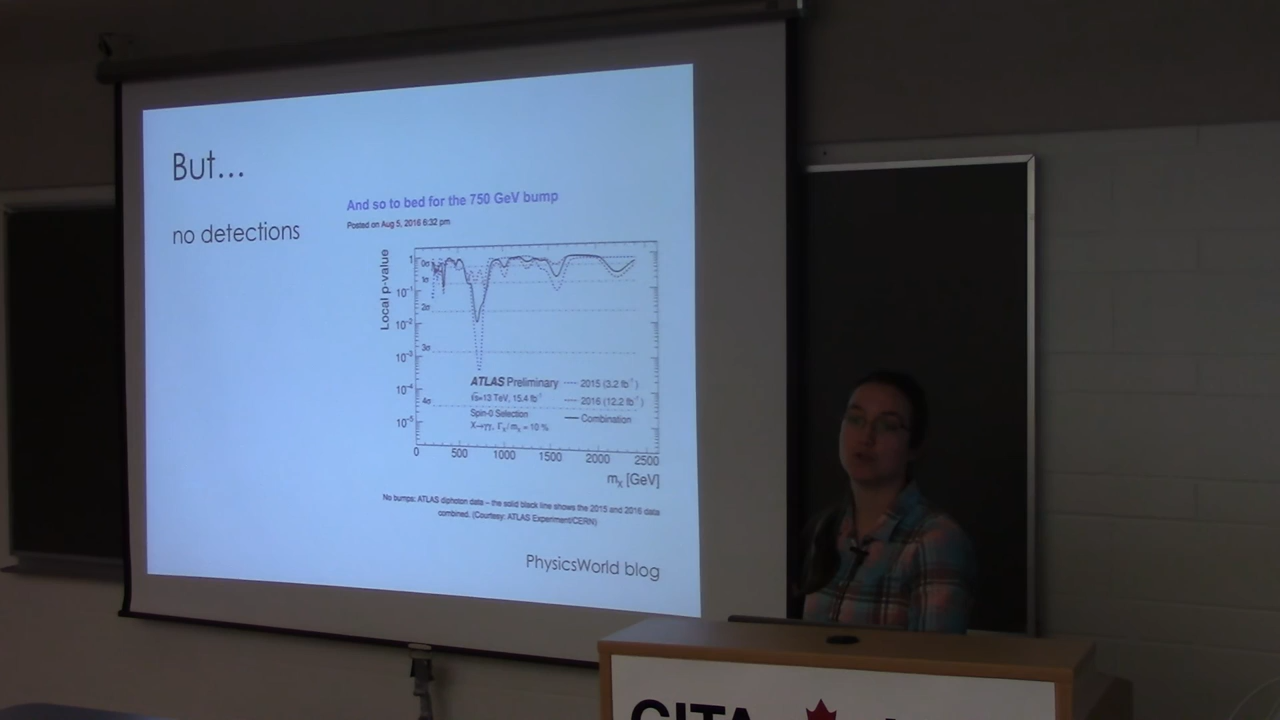 But...
no detections
And so to bed for the 750 GeV bump
Posted on Aug 5, 2016 6:32 pm
Local p-value
1
10⁻¹
10⁻²
10⁻³
10⁻⁴
10⁻⁵
0σ
1σ
2σ
3σ
4σ
ATLAS Preliminary
√s=13 TeV, 15.4 fb⁻¹
Spin-0 Selection
X→γγ, Γₓ/mₓ = 10 %
2015 (3.2 fb⁻¹)
2016 (12.2 fb⁻¹)
Combination
0 500 1000 1500 2000 2500
mₓ [GeV]
No bumps: ATLAS diphoton data – the solid black line shows the 2015 and 2016 data
combined. (Courtesy: ATLAS Experiment/CERN)
PhysicsWorld blog
CITA